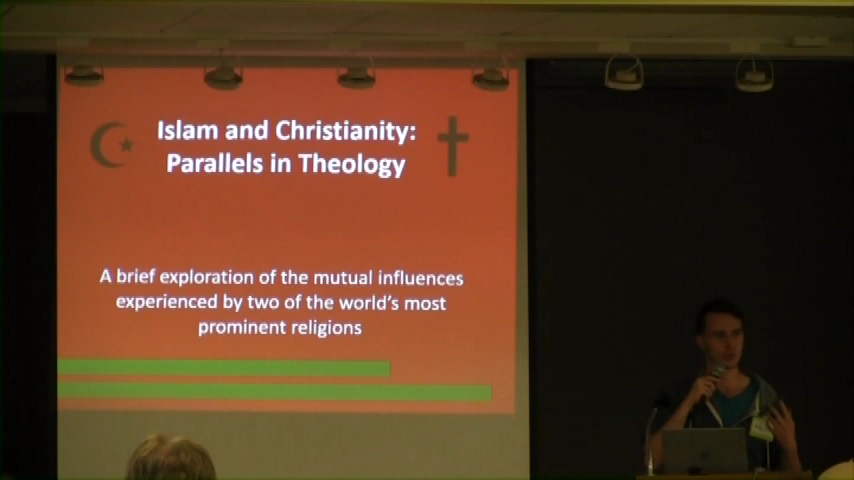 Islam and Christianity:
Parallels in Theology
A brief exploration of the mutual influences
experienced by two of the world's most
prominent religions